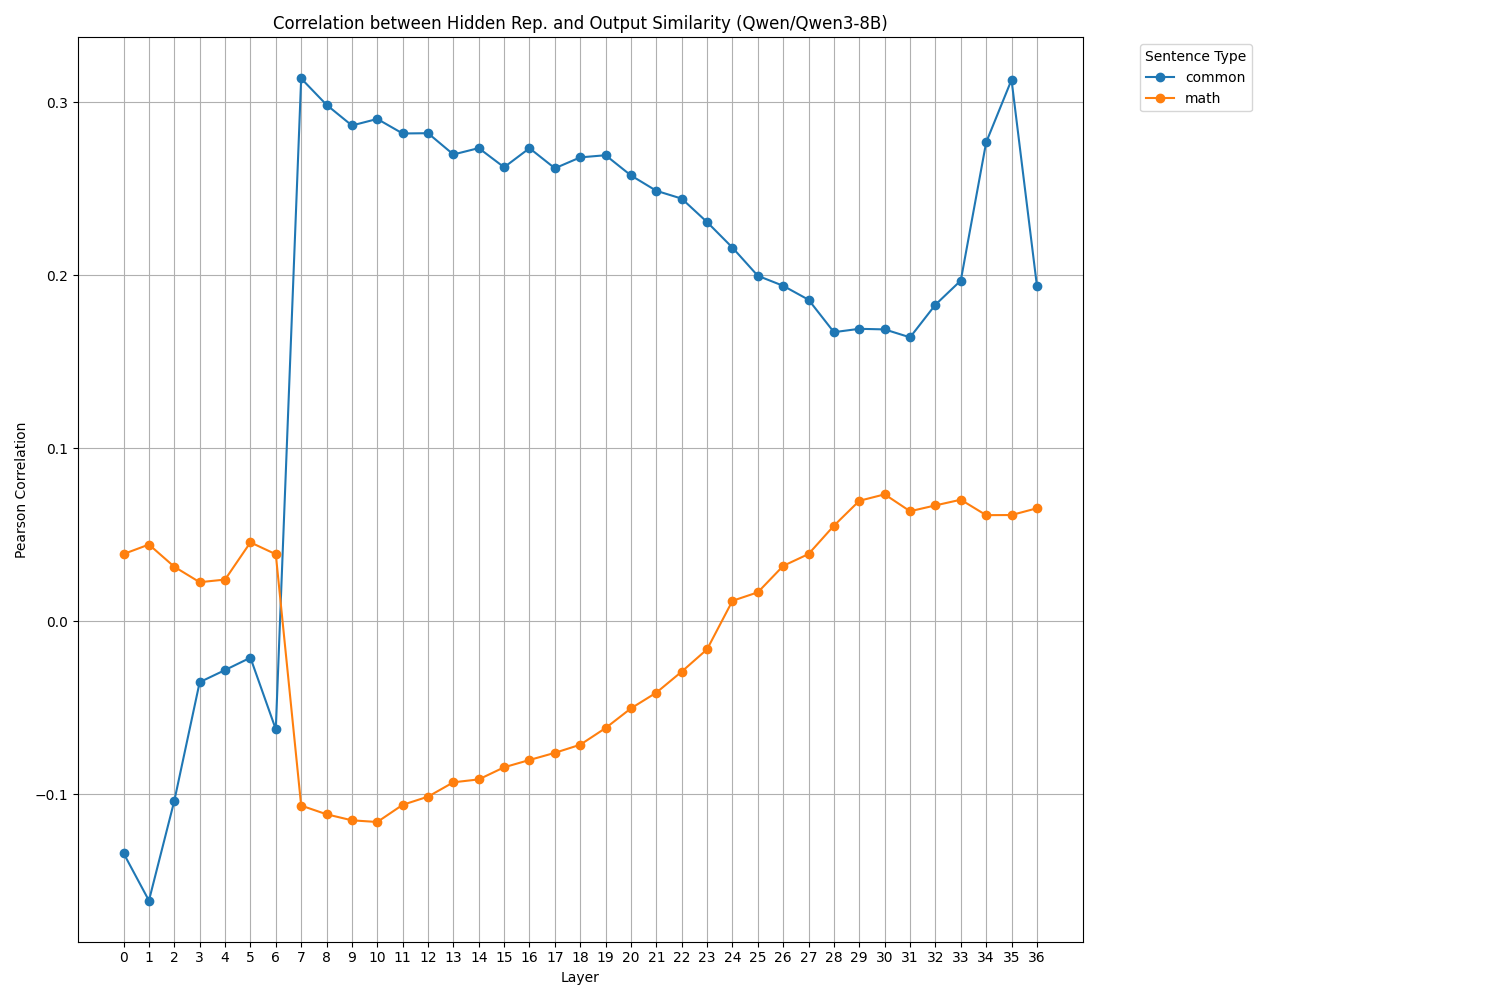 Correlation between Hidden Rep. and Output Similarity (Qwen/Qwen3-8B)
Sentence Type
common
math
Pearson Correlation
0.3
0.2
0.1
0.0
−0.1
0 1 2 3 4 5 6 7 8 9 10 11 12 13 14 15 16 17 18 19 20 21 22 23 24 25 26 27 28 29 30 31 32 33 34 35 36
Layer